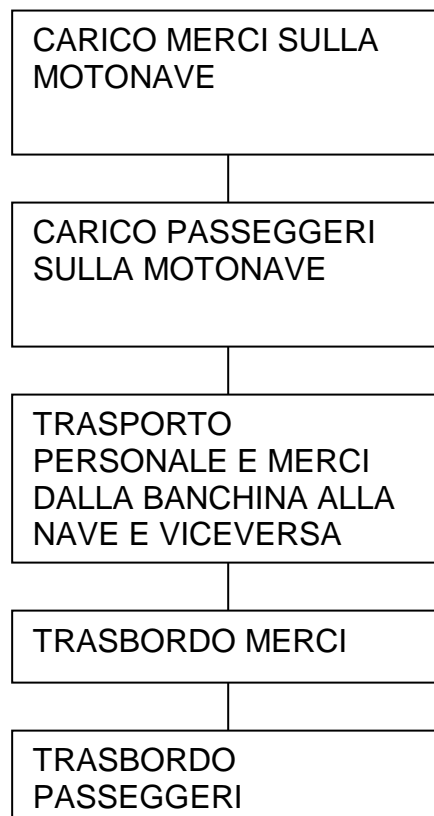 CARICO MERCI SULLA
MOTONAVE
CARICO PASSEGGERI
SULLA MOTONAVE
TRASPORTO
PERSONALE E MERCI
DALLA BANCHINA ALLA
NAVE E VICEVERSA
TRASBORDO MERCI
TRASBORDO
PASSEGGERI